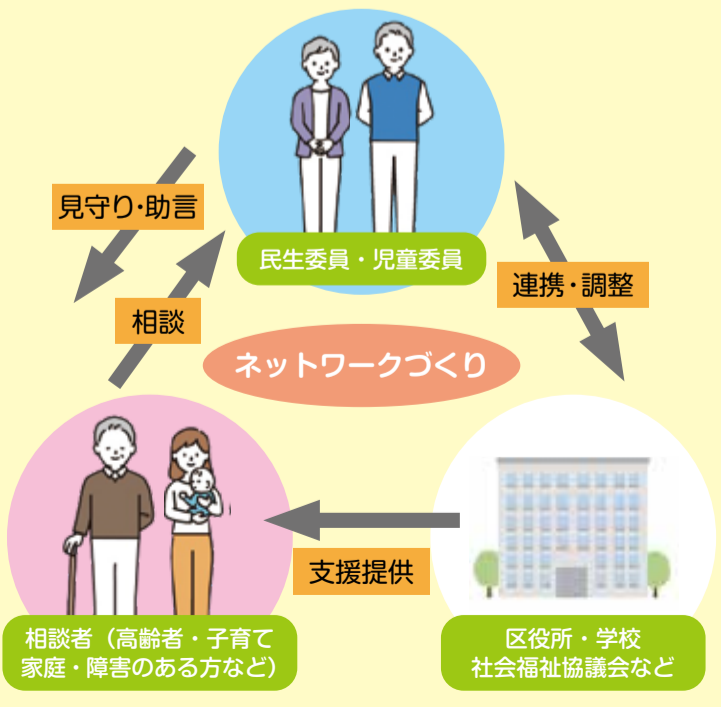 民生委員・児童委員
見守り・助言
相談
連携・調整
ネットワークづくり
支援提供
相談者（高齢者・子育て
家庭・障害のある方など）
区役所・学校
社会福祉協議会など